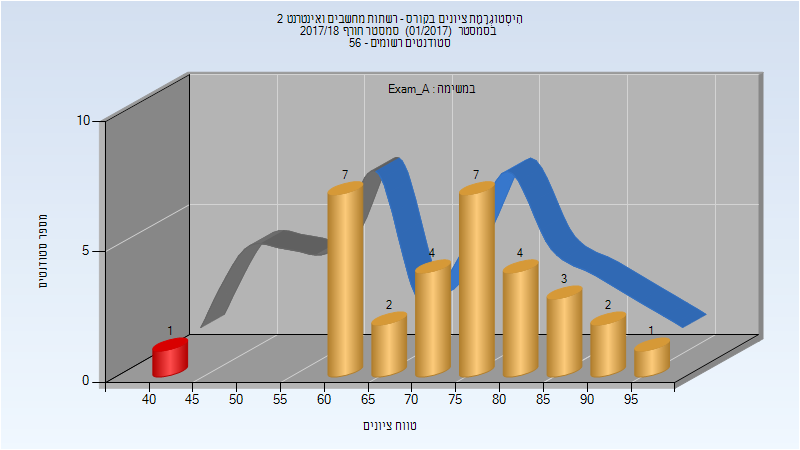 היסטוגרמת ציונים בקורס - רשתות מחשבים ואינטרנט 2
בסמסטר (01/2017) סמסטר חורף 2017/18
סטודנטים רשומים - 56
במשימה : Exam_A
מספר סטודנטים
10
5
0
1
7
2
4
7
4
3
2
1
40 45 50 55 60 65 70 75 80 85 90 95
טווח ציונים